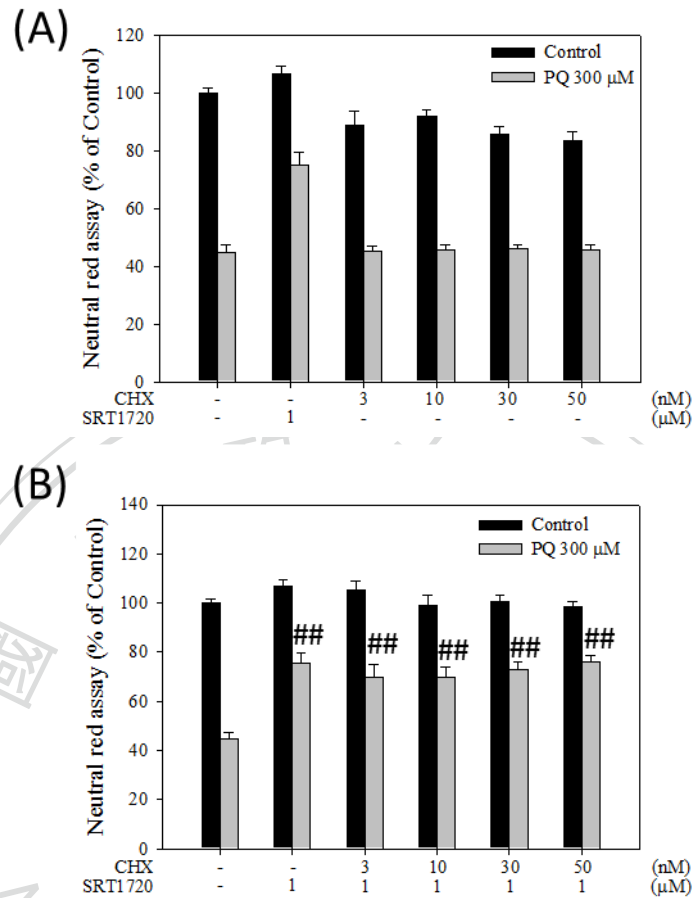 (A)
Neutral red assay (% of Control)
120
100
80
60
40
20
0
Control
PQ 300 μM
CHX - - 3 10 30 50 (nM)
SRT1720 - 1 - - - - (μM)
(B)
Neutral red assay (% of Control)
140
120
100
80
60
40
20
0
Control
PQ 300 μM
## ## ## ## ##
CHX - - 3 10 30 50 (nM)
SRT1720 - 1 1 1 1 1 (μM)